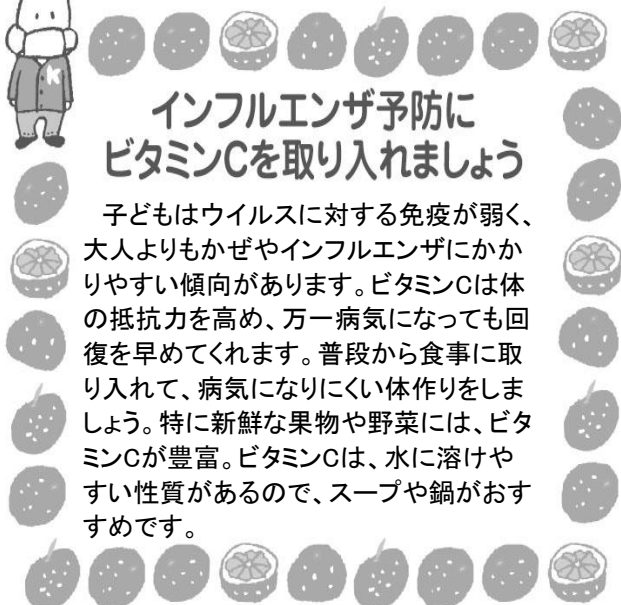 K
インフルエンザ予防に
ビタミンCを取り入れましょう
子どもはウイルスに対する免疫が弱く、
大人よりもかぜやインフルエンザにかか
りやすい傾向があります。ビタミンCは体
の抵抗力を高め、万一病気になっても回
復を早めてくれます。普段から食事に取
り入れて、病気になりにくい体作りをしま
しょう。特に新鮮な果物や野菜には、ビタ
ミンCが豊富。ビタミンCは、水に溶けや
すい性質があるので、スープや鍋がおす
すめです。